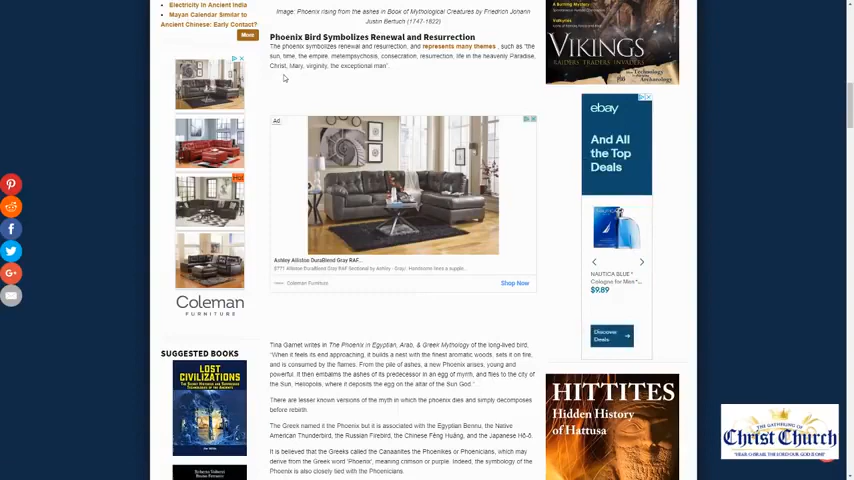 Electricity in Ancient India
Mayan Calendar Similar to
Ancient Chinese: Early Contact?
More
Image: Phoenix rising from the ashes in Book of Mythological Creatures by Friedrich Johann
Justin Bertuch (1747-1822)
Phoenix Bird Symbolizes Renewal and Resurrection
The phoenix symbolizes renewal and resurrection, and represents many themes , such as "the
sun, time, the empire, metempsychosis, consecration, resurrection, life in the heavenly Paradise,
Christ, Mary, virginity, the exceptional man".
Ad
Ashley Alliston DuraBlend Gray RAF...
Coleman Furniture
Shop Now
Hot
Coleman
FURNITURE
SUGGESTED BOOKS
LOST
CIVILIZATIONS
Tina Garnet writes in The Phoenix in Egyptian, Arab, & Greek Mythology of the long-lived bird,
"When it feels its end approaching, it builds a nest with the finest aromatic woods, sets it on fire,
and is consumed by the flames. From the pile of ashes, a new Phoenix arises, young and
powerful. It then embalms the ashes of its predecessor in an egg of myrrh, and flies to the city of
the Sun, Heliopolis, where it deposits the egg on the altar of the Sun God."
There are lesser known versions of the myth in which the phoenix dies and simply decomposes
before rebirth.
The Greek named it the Phoenix but it is associated with the Egyptian Bennu, the Native
American Thunderbird, the Russian Firebird, the Chinese Fèng Huáng, and the Japanese Hō-ō.
It is believed that the Greeks called the Canaanites the Phoenikes or Phoenicians, which may
derive from the Greek word 'Phoenix', meaning crimson or purple. Indeed, the symbology of the
Phoenix is also closely tied with the Phoenicians.
VIKINGS
RAIDERS TRADERS INVADERS
ebay
And All
the Top
Deals
NAUTICA BLUE "
Cologne for Men "...
$9.89
Discover
Deals
HITTITES
Hidden History
of Hattusa
THE GATHERING OF
Christ Church